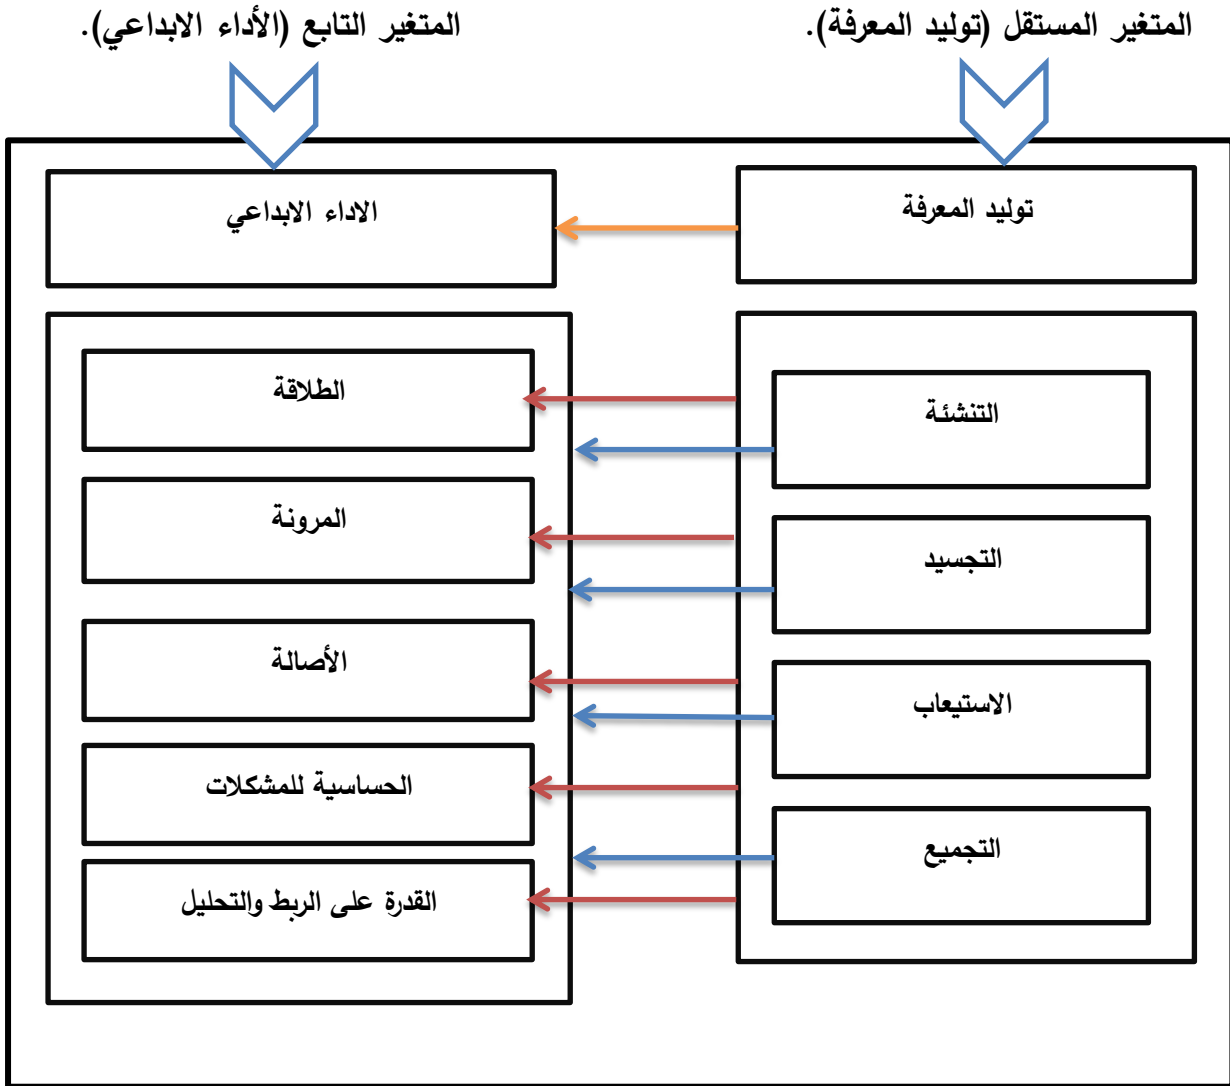 المتغير المستقل (توليد المعرفة).
المتغير التابع (الأداء الابداعي).
توليد المعرفة
الاداء الابداعي
التنشئة
التجسيد
الاستيعاب
التجميع
الطلاقة
المرونة
الأصالة
الحساسية للمشكلات
القدرة على الربط والتحليل